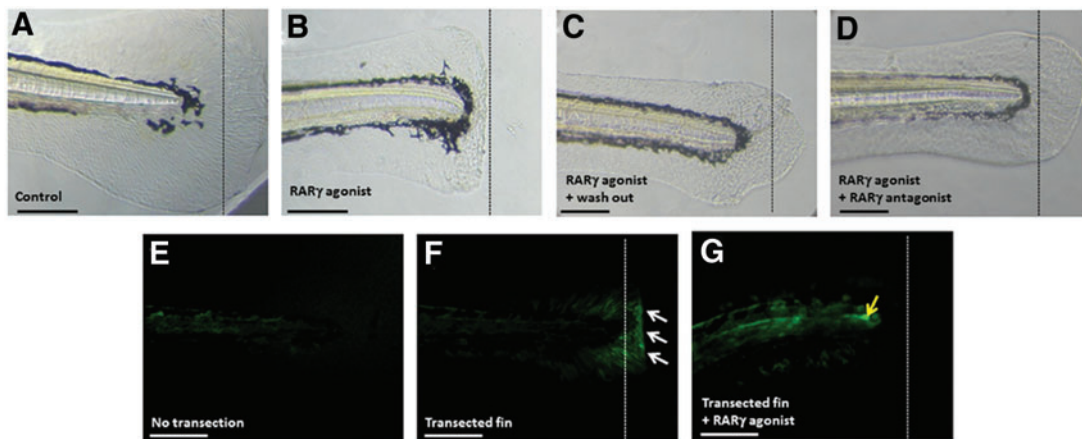 A
Control
B
RARγ agonist
C
RARγ agonist
+ wash out
D
RARγ agonist
+ RARγ antagonist
E
No transection
F
Transected fin
G
Transected fin
+ RARγ agonist